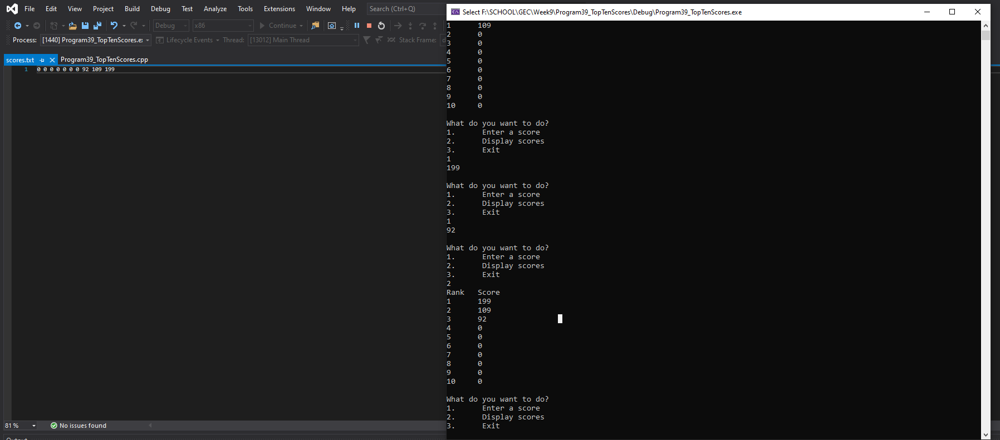 File Edit View Project Build Debug Test Analyze Tools Extensions Window Help Search (Ctrl+Q)
Debug x86 Continue
Process: [1440] Program39_TopTenScores.e Lifecycle Events Thread: [13012] Main Thread Stack Frame:
scores.txt Program39_TopTenScores.cpp
1 0 0 0 0 0 0 0 92 109 199
81 % No issues found
Output
Select F:\SCHOOL\GEC\Week9\Program39_TopTenScores\Debug\Program39_TopTenScores.exe
1 109
2 0
3 0
4 0
5 0
6 0
7 0
8 0
9 0
10 0
What do you want to do?
1. Enter a score
2. Display scores
3. Exit
1
199
What do you want to do?
1. Enter a score
2. Display scores
3. Exit
1
92
What do you want to do?
1. Enter a score
2. Display scores
3. Exit
2
Rank Score
1 199
2 109
3 92
4 0
5 0
6 0
7 0
8 0
9 0
10 0
What do you want to do?
1. Enter a score
2. Display scores
3. Exit